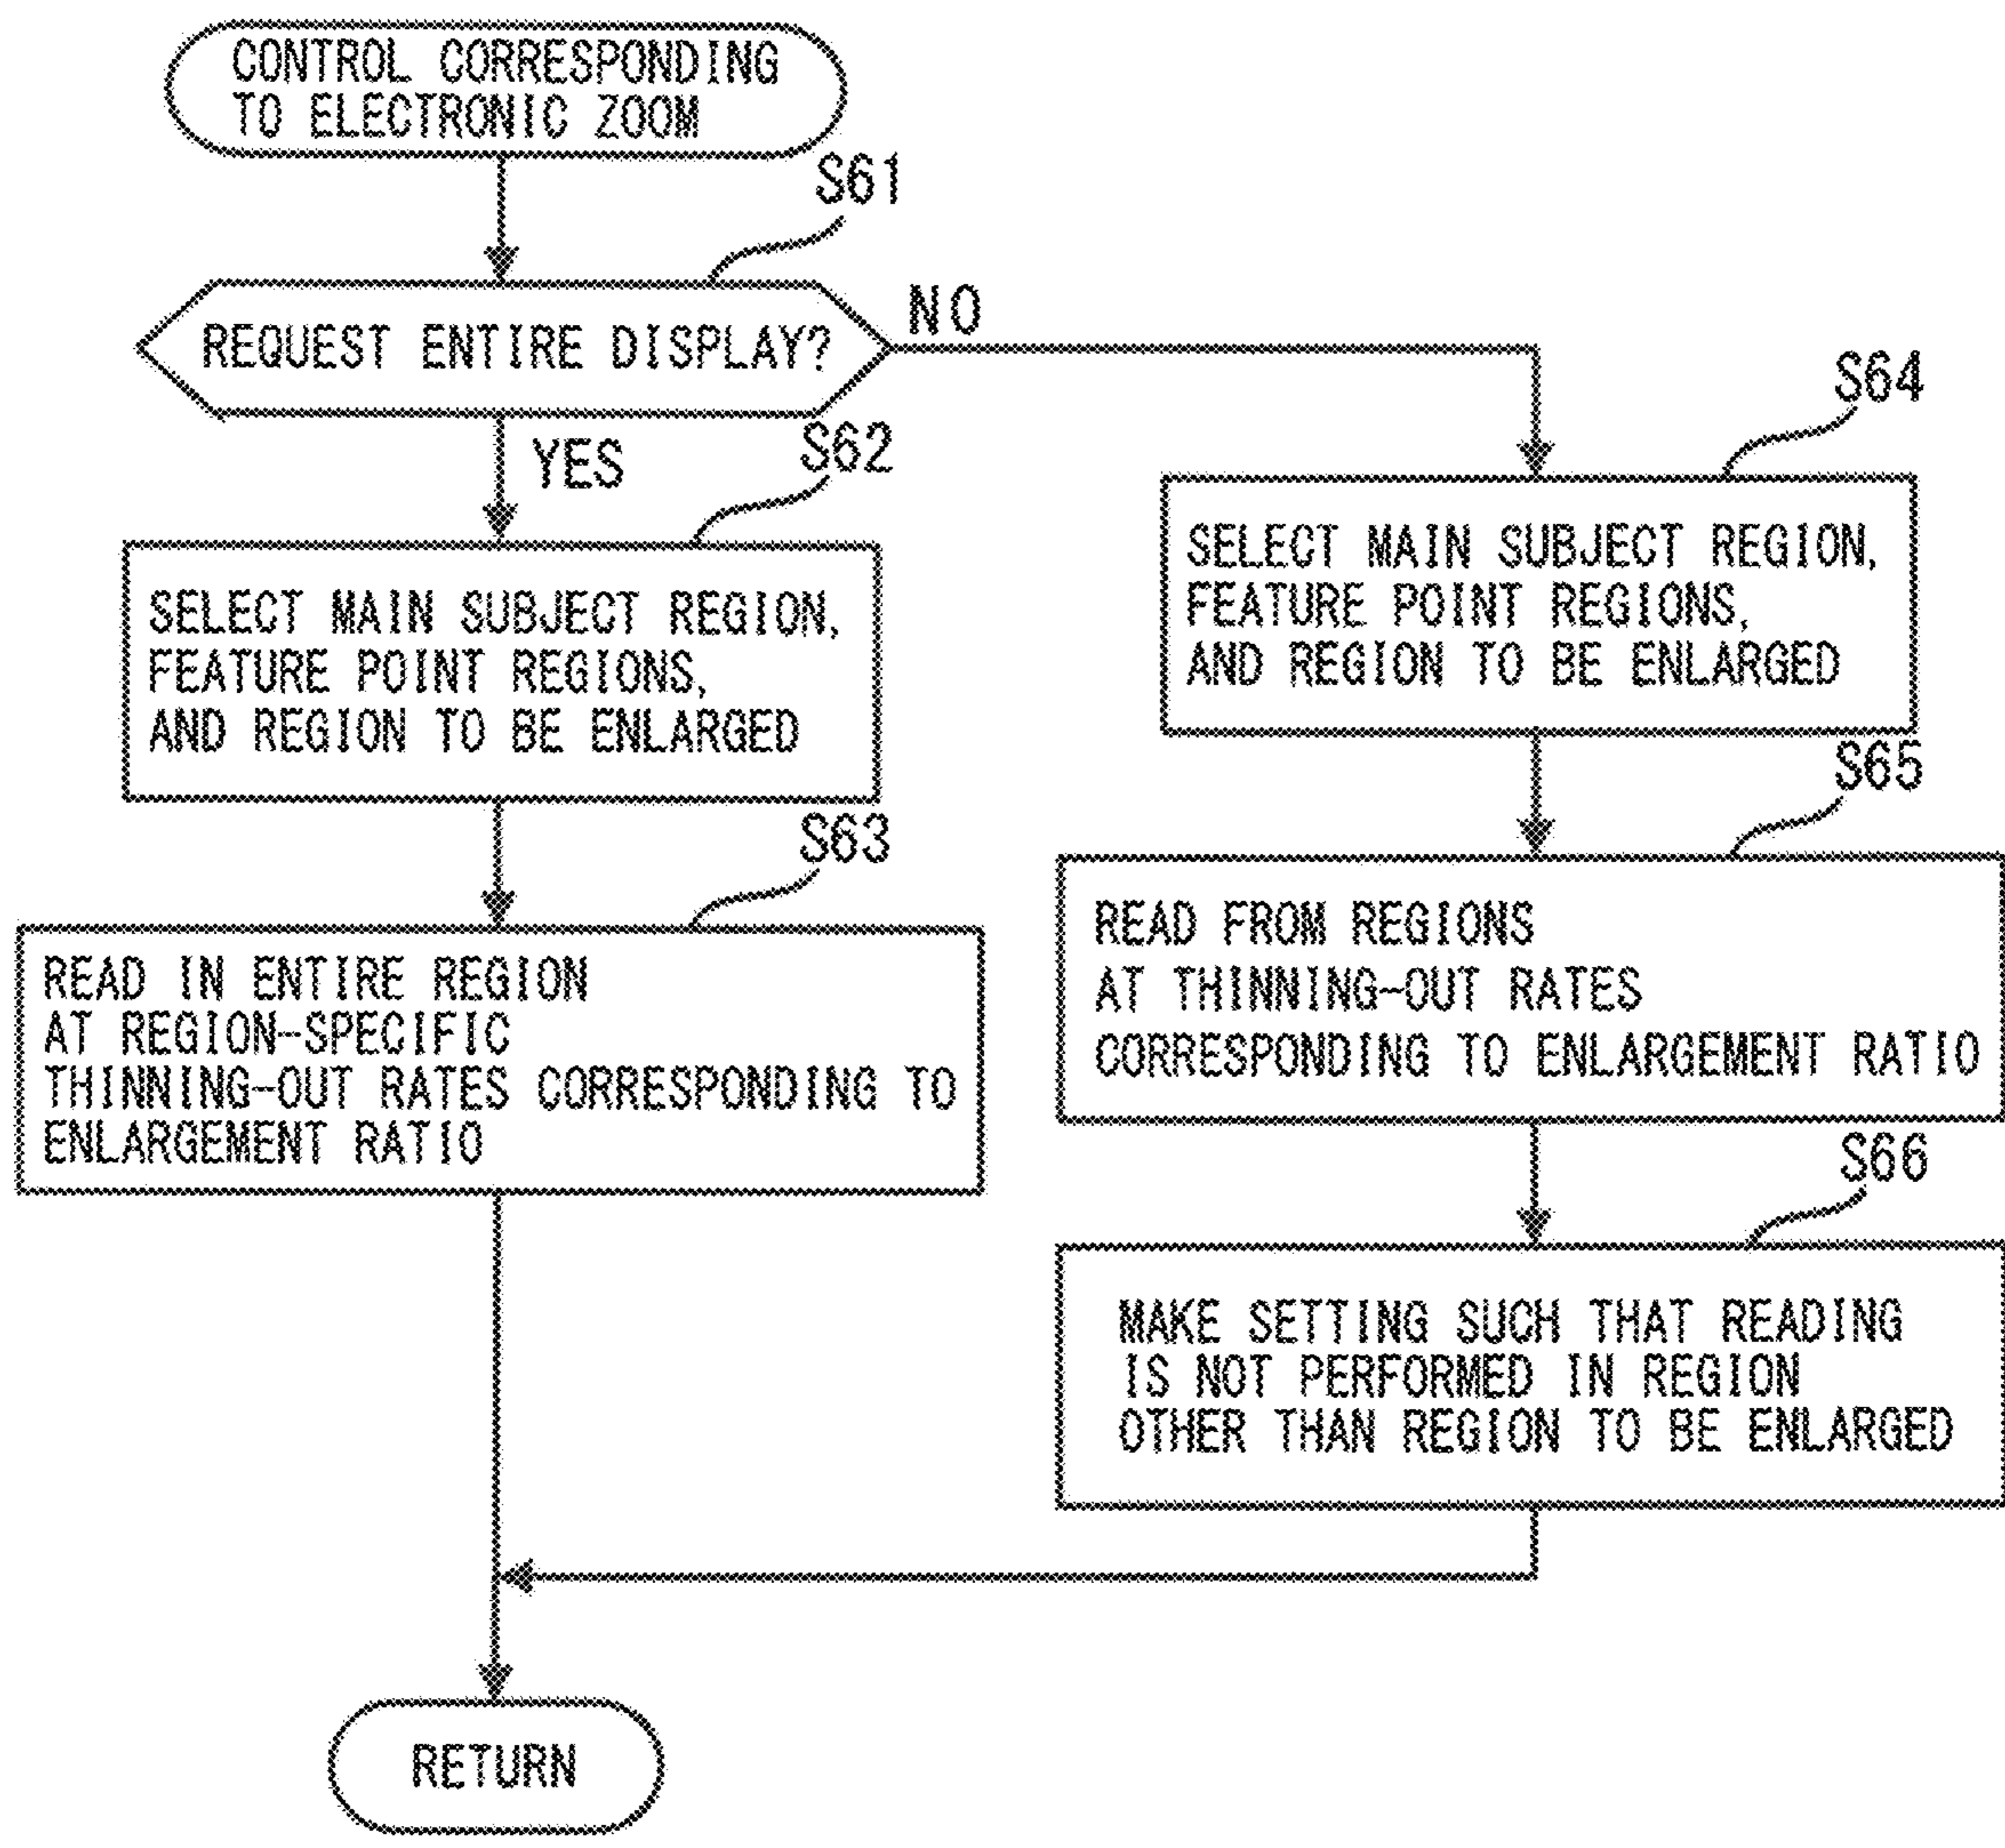 CONTROL CORRESPONDING
TO ELECTRONIC ZOOM
S61
REQUEST ENTIRE DISPLAY?
NO
YES
S62
SELECT MAIN SUBJECT REGION,
FEATURE POINT REGIONS,
AND REGION TO BE ENLARGED
S63
READ IN ENTIRE REGION
AT REGION-SPECIFIC
THINNING-OUT RATES CORRESPONDING TO
ENLARGEMENT RATIO
S64
SELECT MAIN SUBJECT REGION,
FEATURE POINT REGIONS,
AND REGION TO BE ENLARGED
S65
READ FROM REGIONS
AT THINNING-OUT RATES
CORRESPONDING TO ENLARGEMENT RATIO
S66
MAKE SETTING SUCH THAT READING
IS NOT PERFORMED IN REGION
OTHER THAN REGION TO BE ENLARGED
RETURN